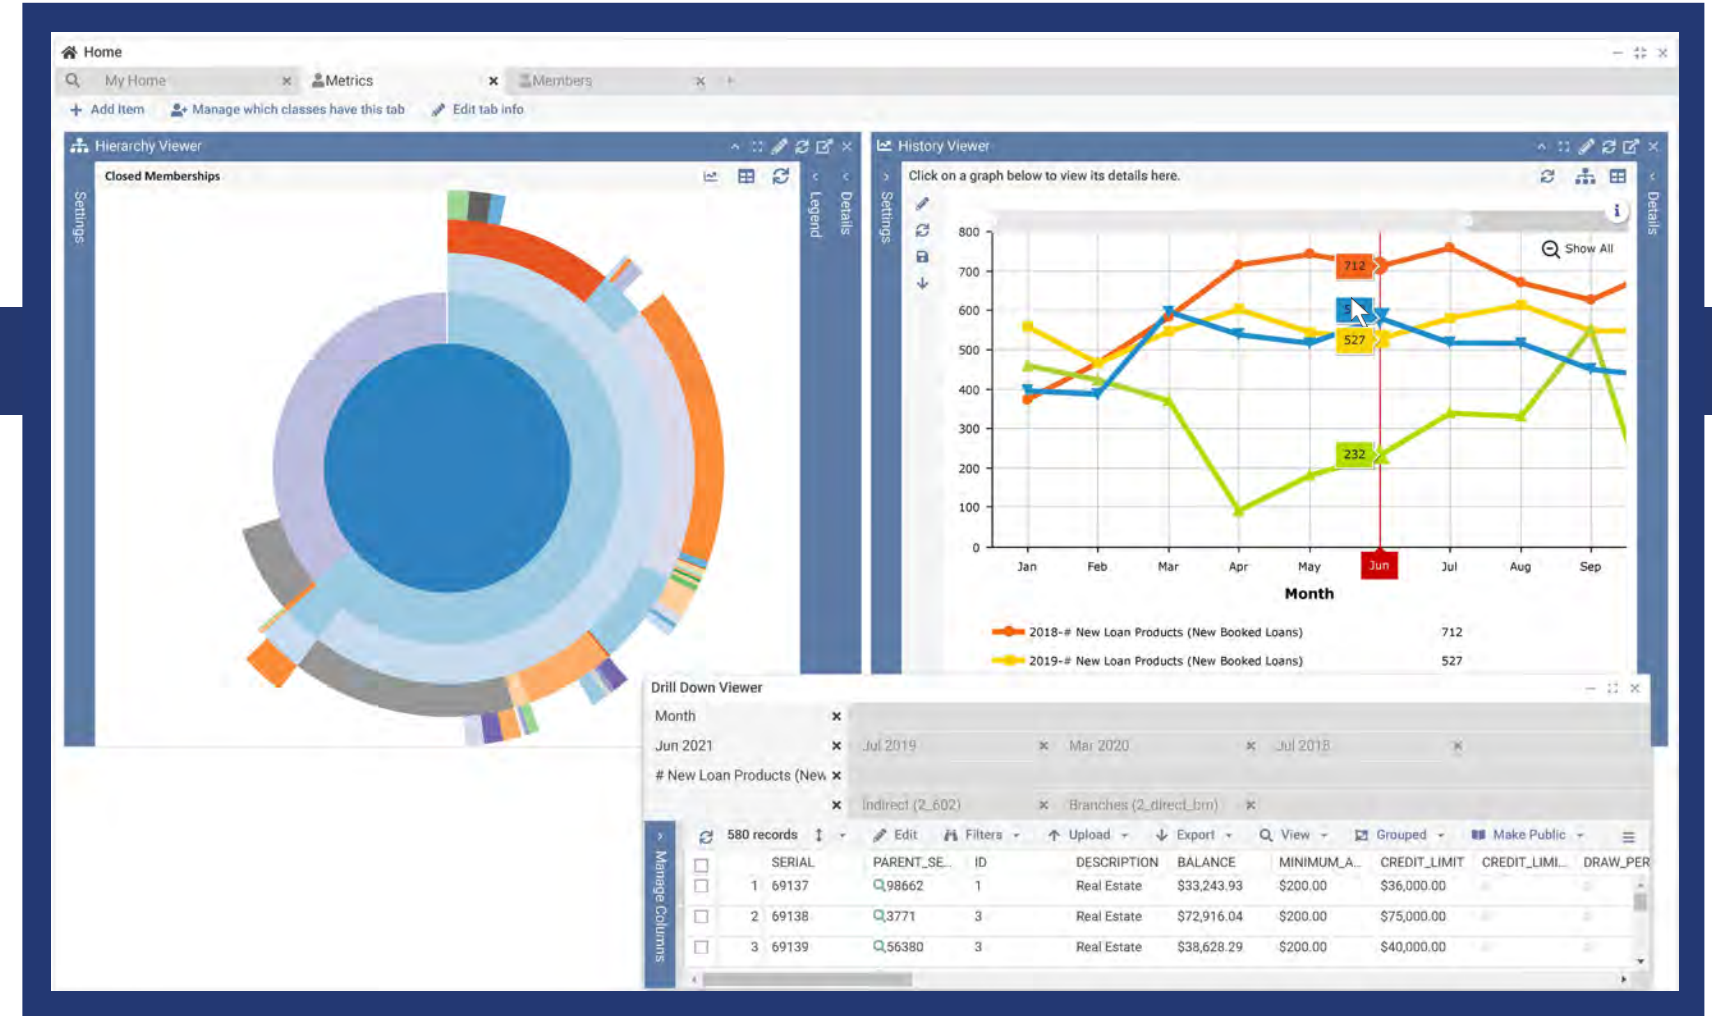 Home
My Home Metrics Members
Add Item Manage which classes have this tab Edit tab info
Hierarchy Viewer
Closed Memberships
Settings
Legend
Details
History Viewer
Click on a graph below to view its details here.
Settings
Details
Show All
800
700
600
500
400
300
200
100
0
712
527
232
Jan Feb Mar Apr May Jun Jul Aug Sep
Month
2018-# New Loan Products (New Booked Loans) 712
2019-# New Loan Products (New Booked Loans) 527
Drill Down Viewer
Month
Jun 2021 Jul 2019 Mar 2020 Jul 2018
# New Loan Products (New
Indirect (2_602) Branches (2_direct_brn)
580 records Edit Filters Upload Export View Grouped Make Public
Manage Columns
SERIAL PARENT_SE... ID DESCRIPTION BALANCE MINIMUM_A... CREDIT_LIMIT CREDIT_LIMI... DRAW_PER
1 69137 98662 1 Real Estate $33,243.93 $200.00 $36,000.00
2 69138 3771 3 Real Estate $72,916.04 $200.00 $75,000.00
3 69139 56380 3 Real Estate $38,628.29 $200.00 $40,000.00